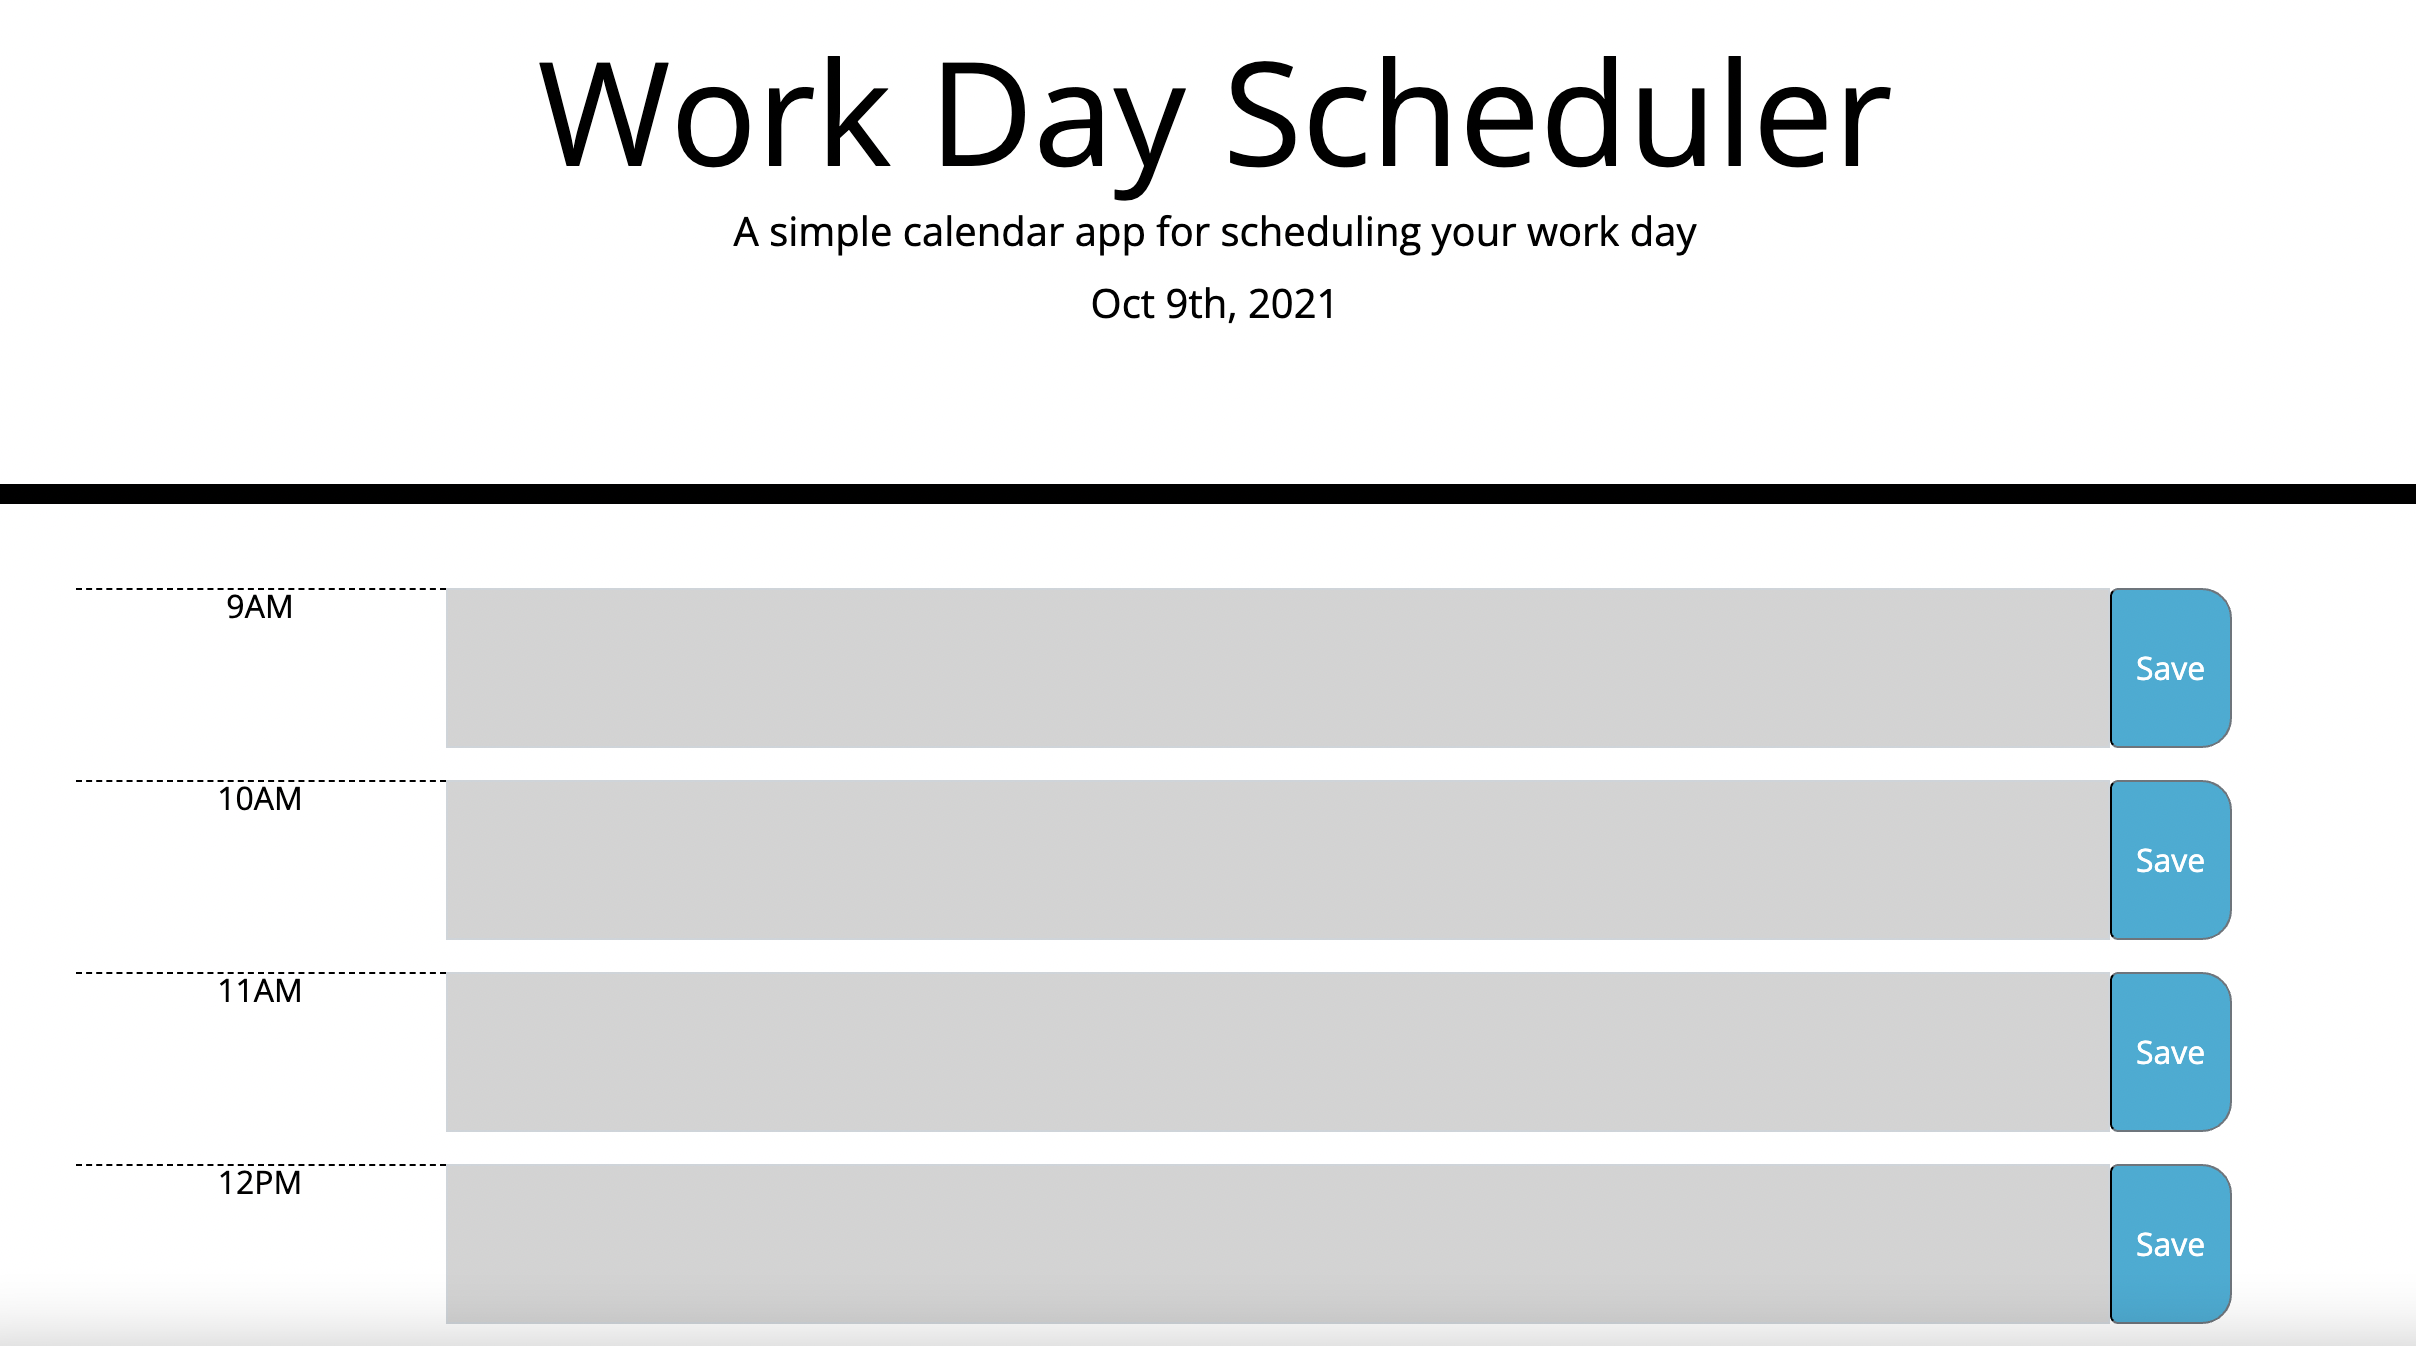 Work Day Scheduler
A simple calendar app for scheduling your work day
Oct 9th, 2021
9AM
Save
10AM
Save
11AM
Save
12PM
Save